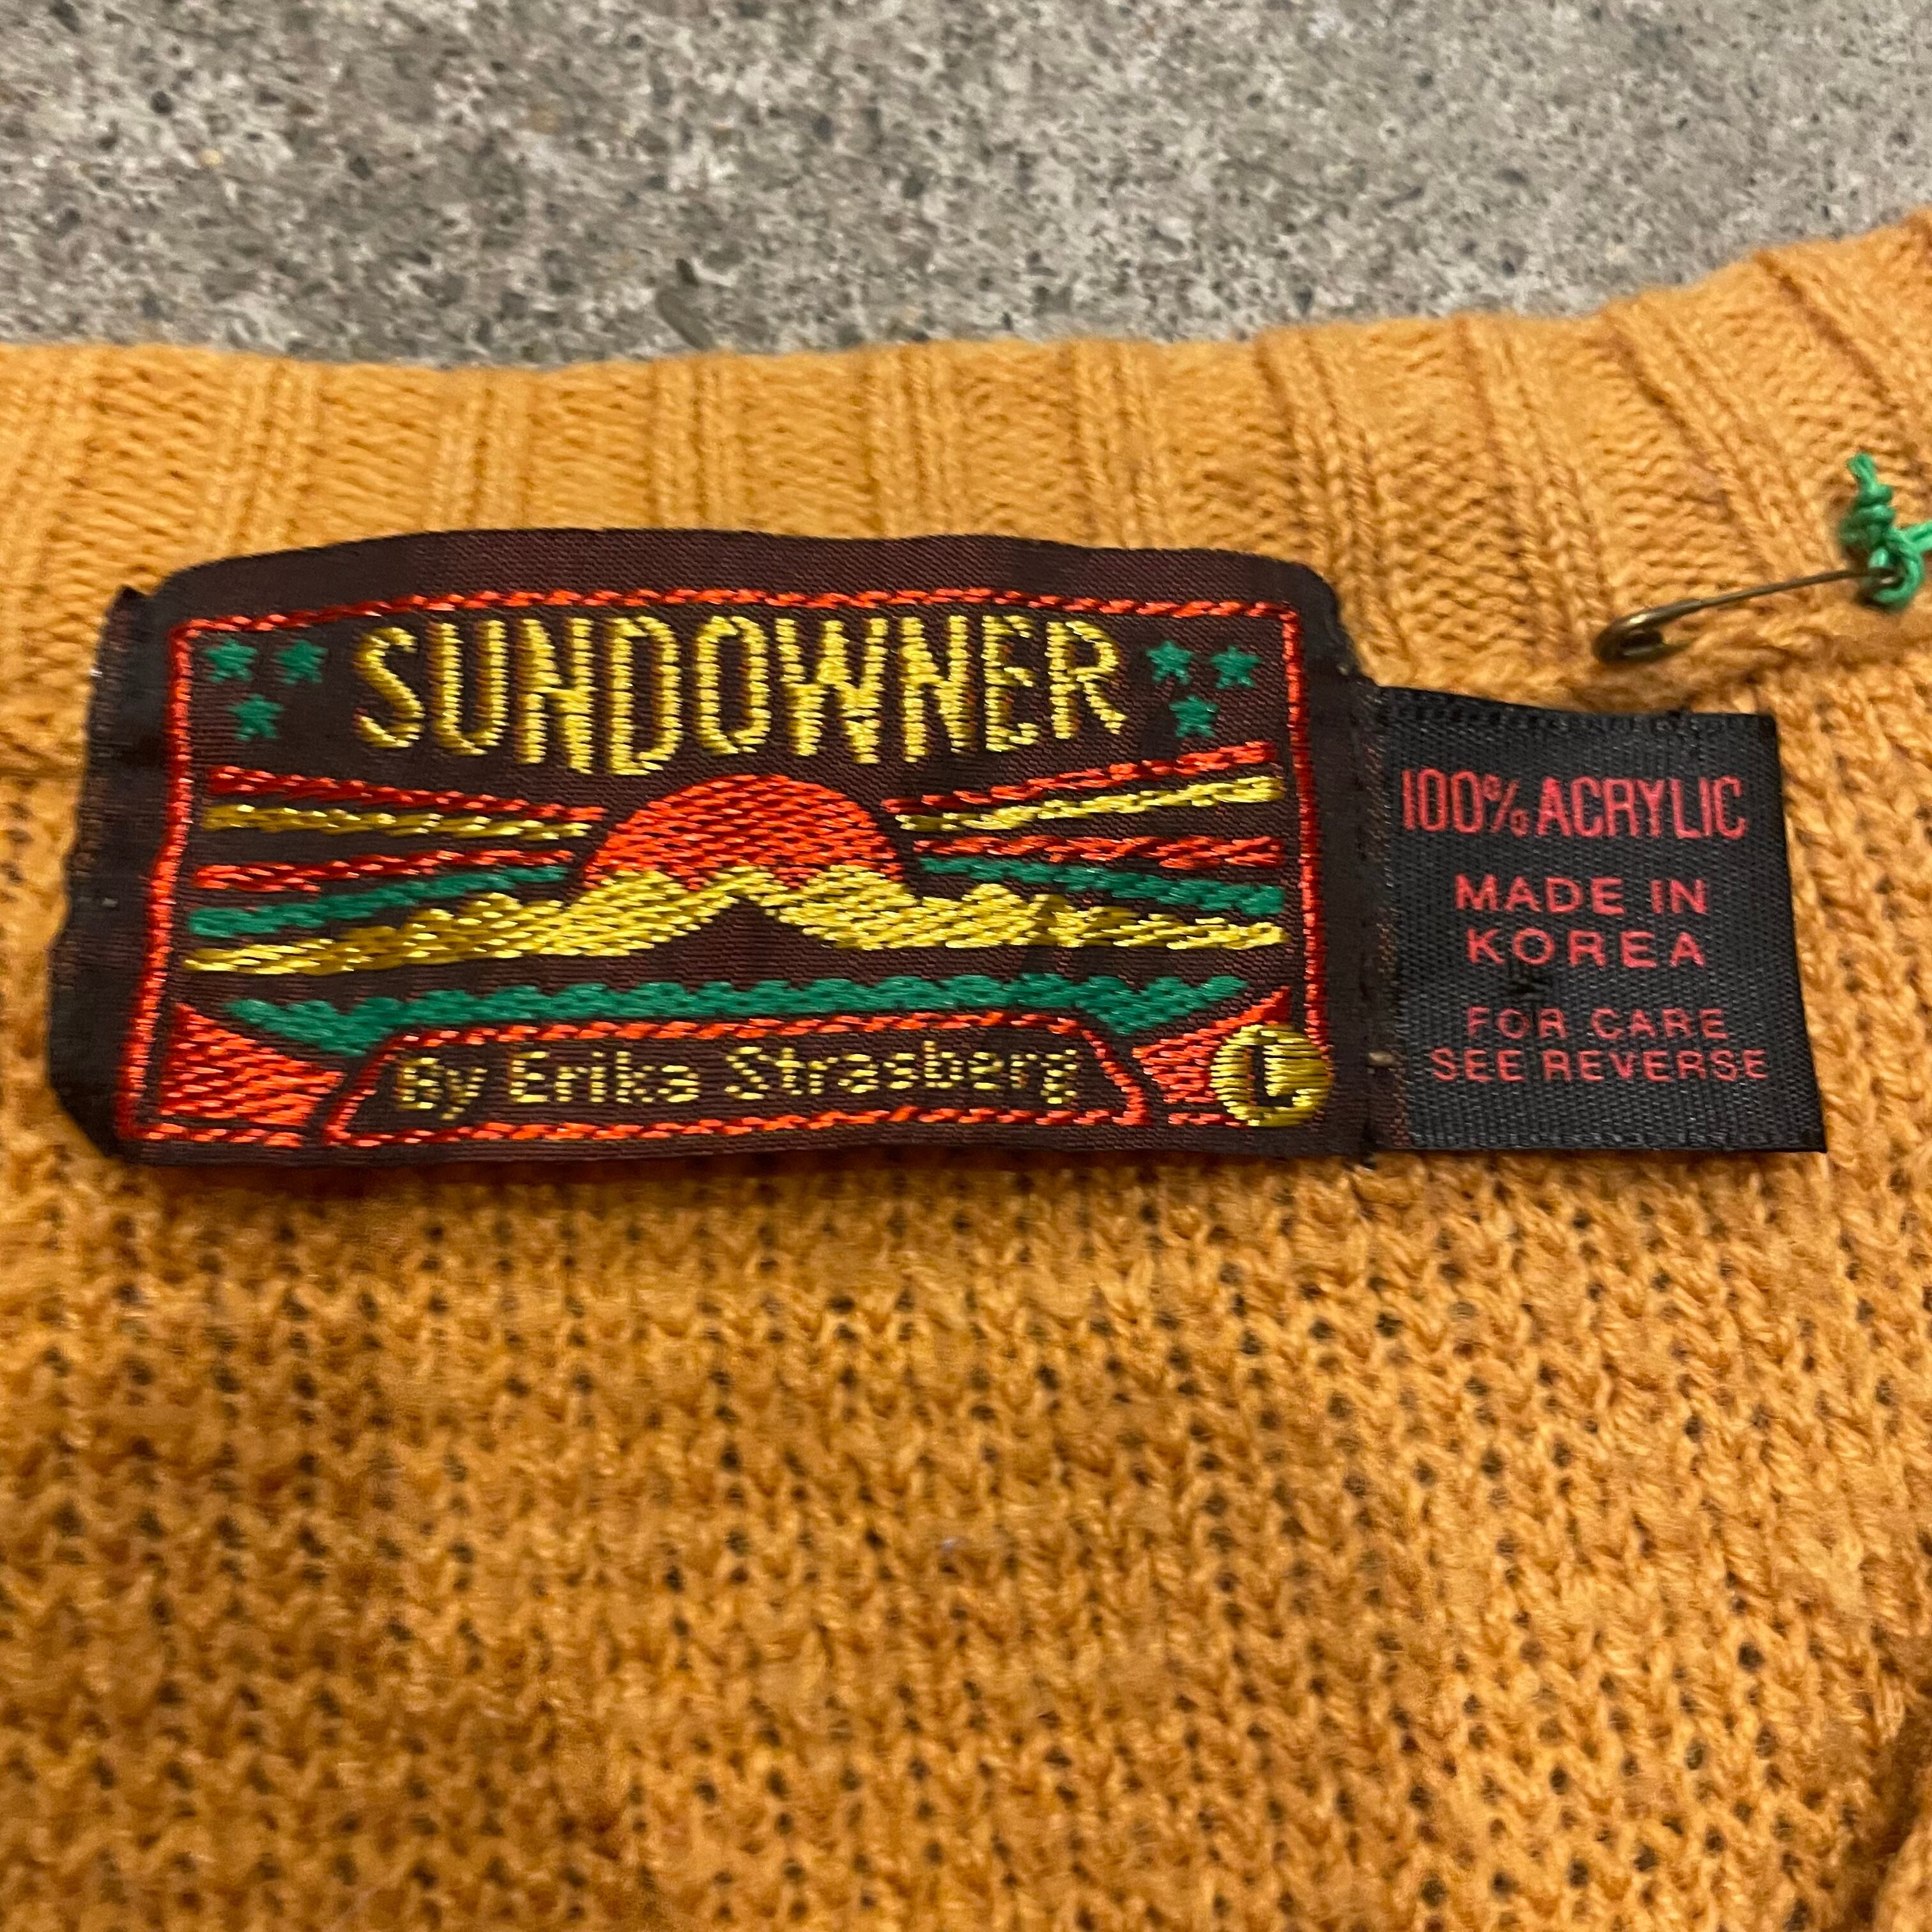 SUNDOWNER
By Erika Strasberg
L
100% ACRYLIC
MADE IN
KOREA
FOR CARE
SEE REVERSE